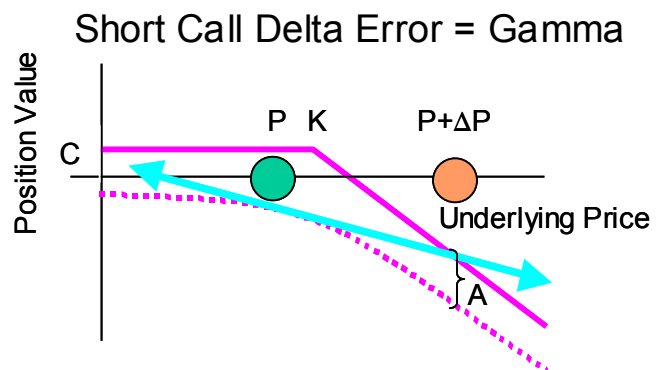 Short Call Delta Error = Gamma
Position Value
C
P K P+ΔP
Underlying Price
A